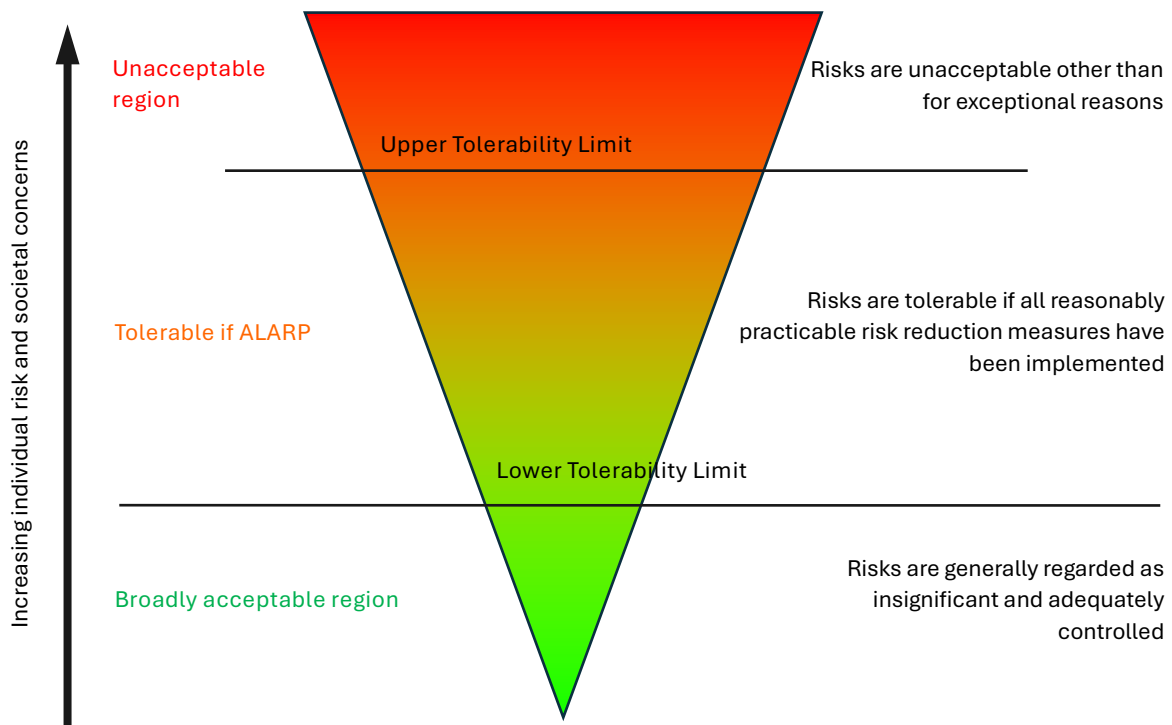 Increasing individual risk and societal concerns
Unacceptable
region
Risks are unacceptable other than
for exceptional reasons
Upper Tolerability Limit
Tolerable if ALARP
Risks are tolerable if all reasonably
practicable risk reduction measures have
been implemented
Lower Tolerability Limit
Broadly acceptable region
Risks are generally regarded as
insignificant and adequately
controlled